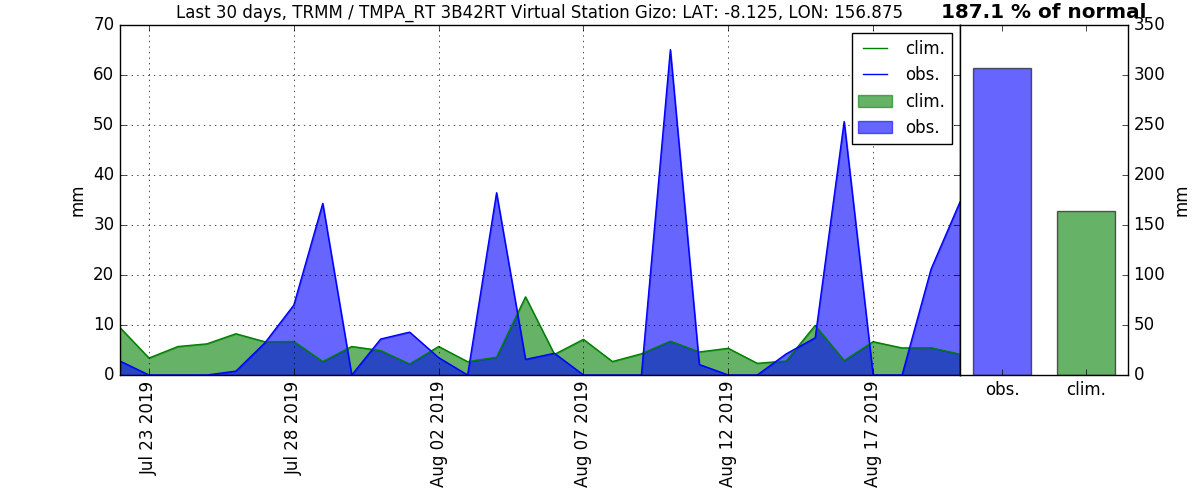 Last 30 days, TRMM / TMPA_RT 3B42RT Virtual Station Gizo: LAT: -8.125, LON: 156.875
187.1 % of normal
70
60
50
40
30
20
10
0
mm
clim.
obs.
clim.
obs.
Jul 23 2019
Jul 28 2019
Aug 02 2019
Aug 07 2019
Aug 12 2019
Aug 17 2019
350
300
250
200
150
100
50
0
mm
obs.
clim.